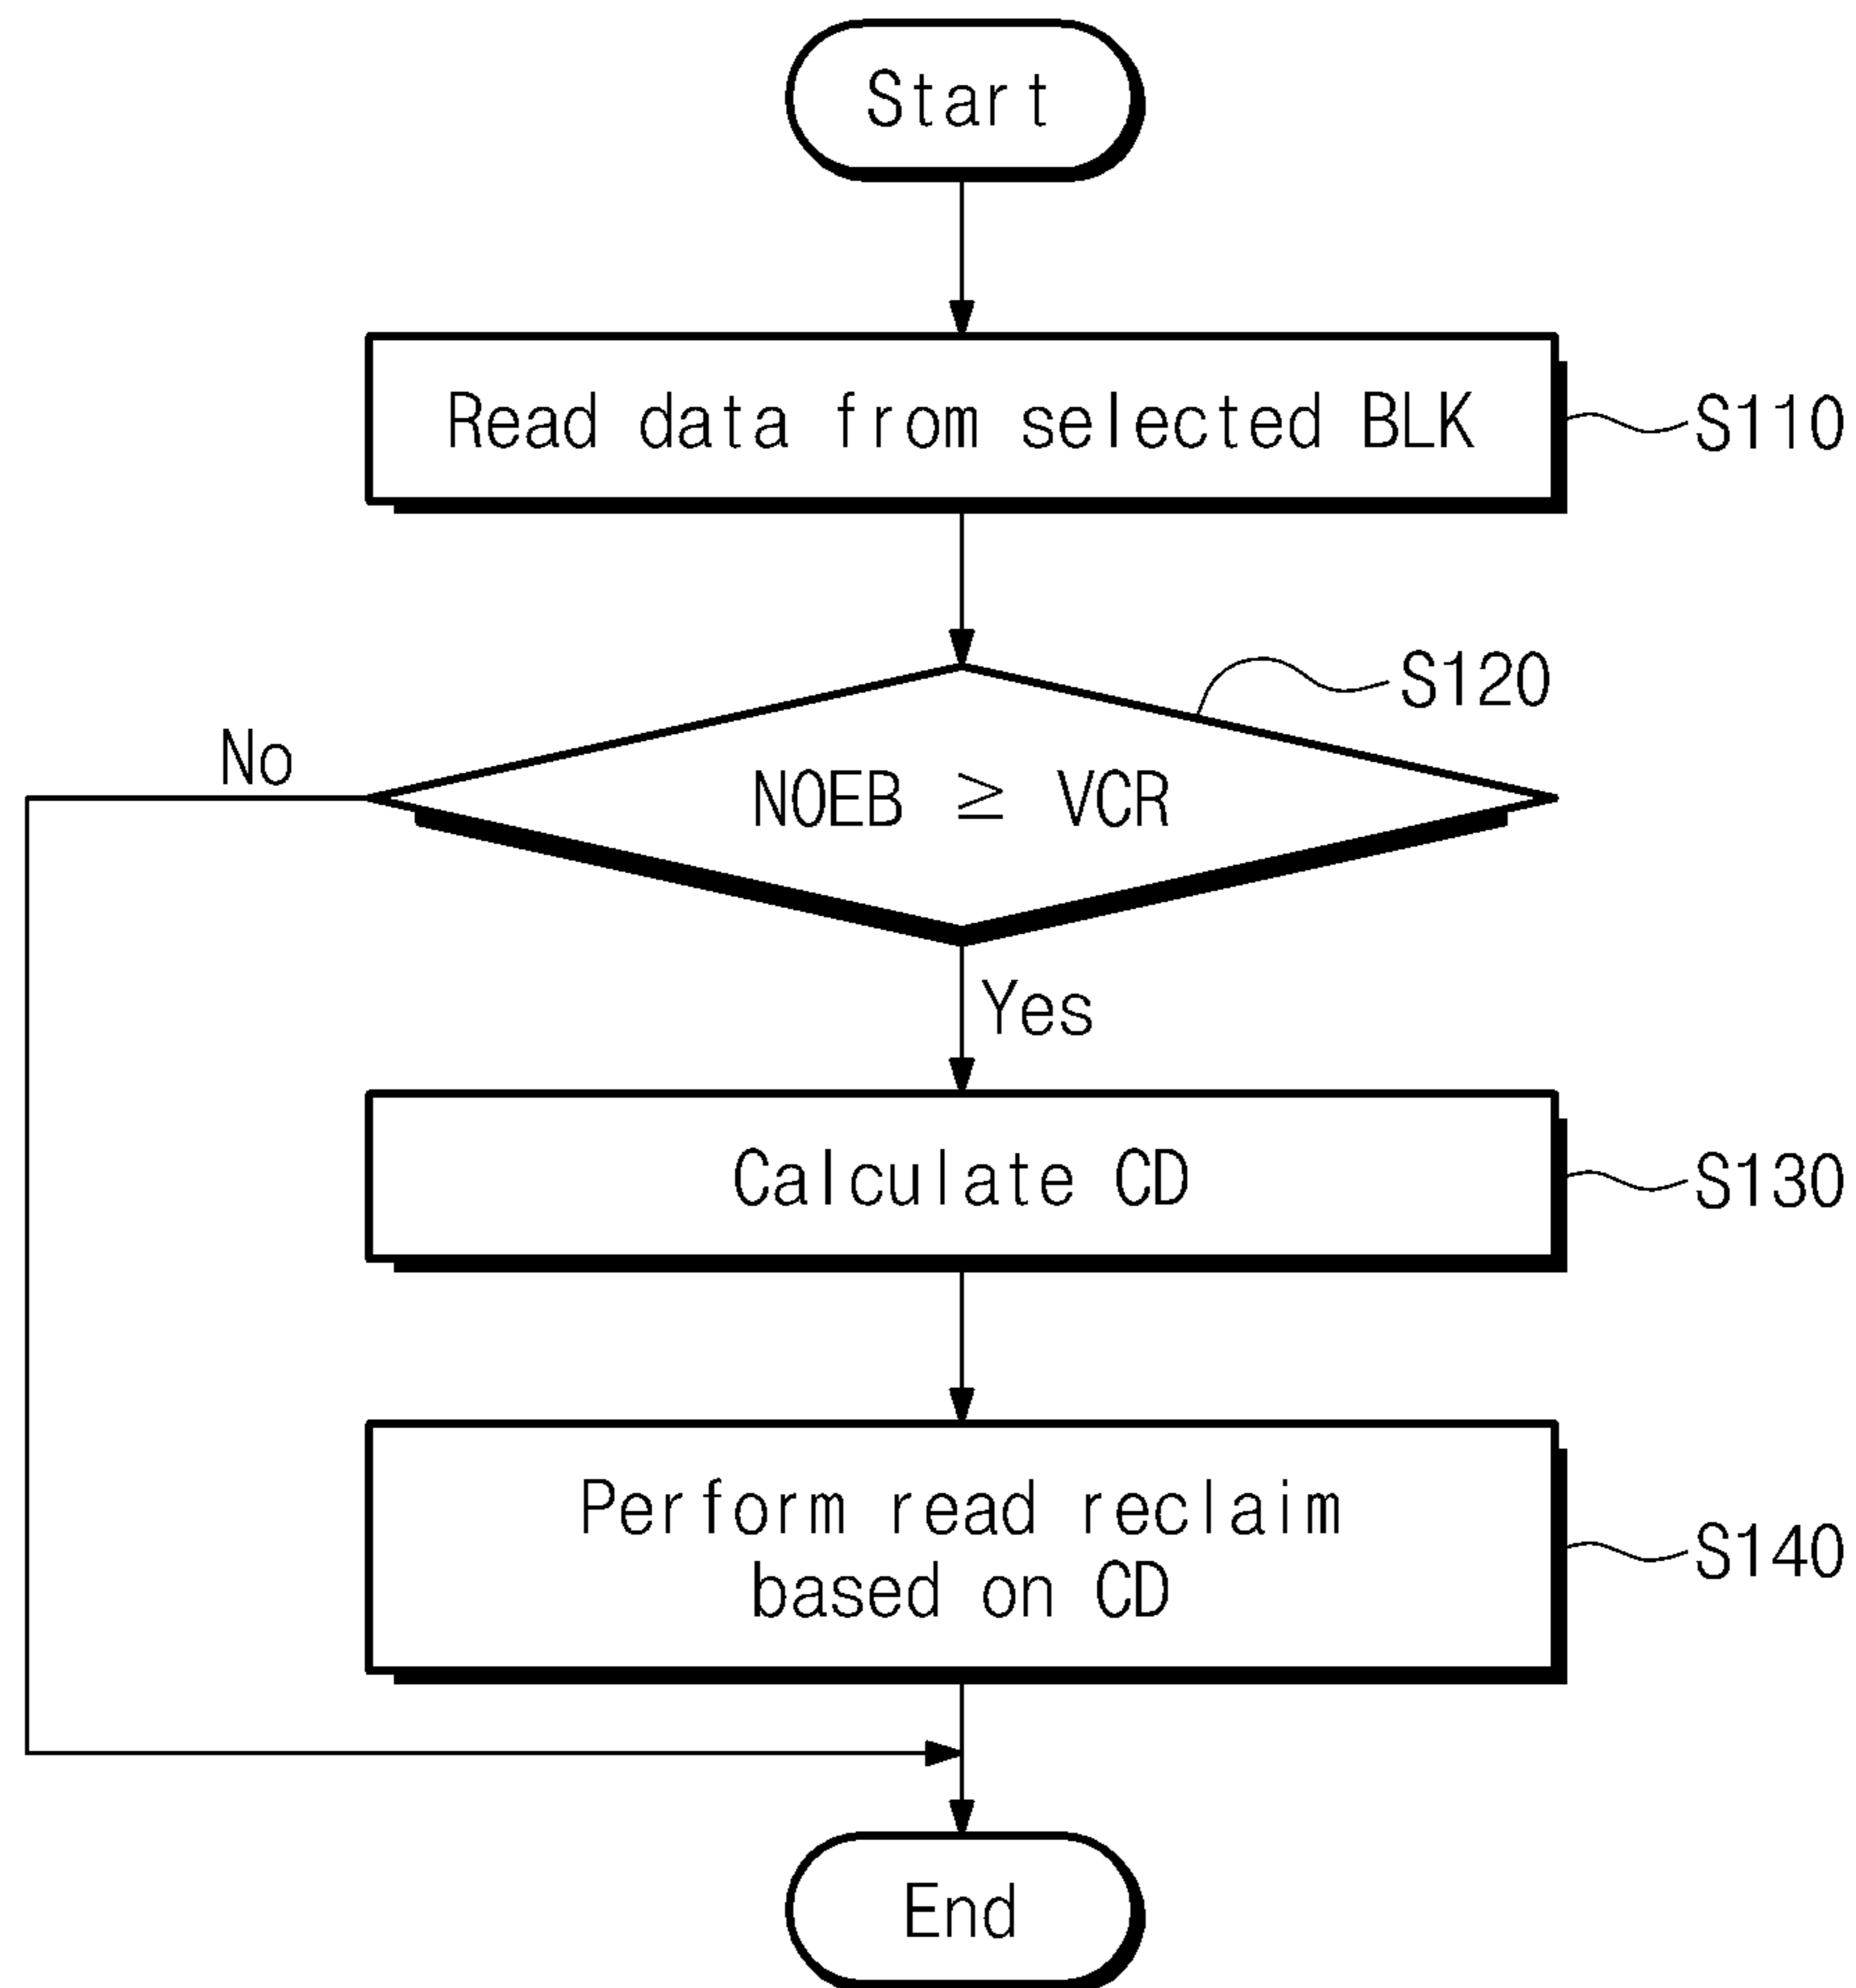 Start
Read data from selected BLK
S110
S120
No
NOEB ≧ VCR
Yes
Calculate CD
S130
Perform read reclaim
based on CD
S140
End